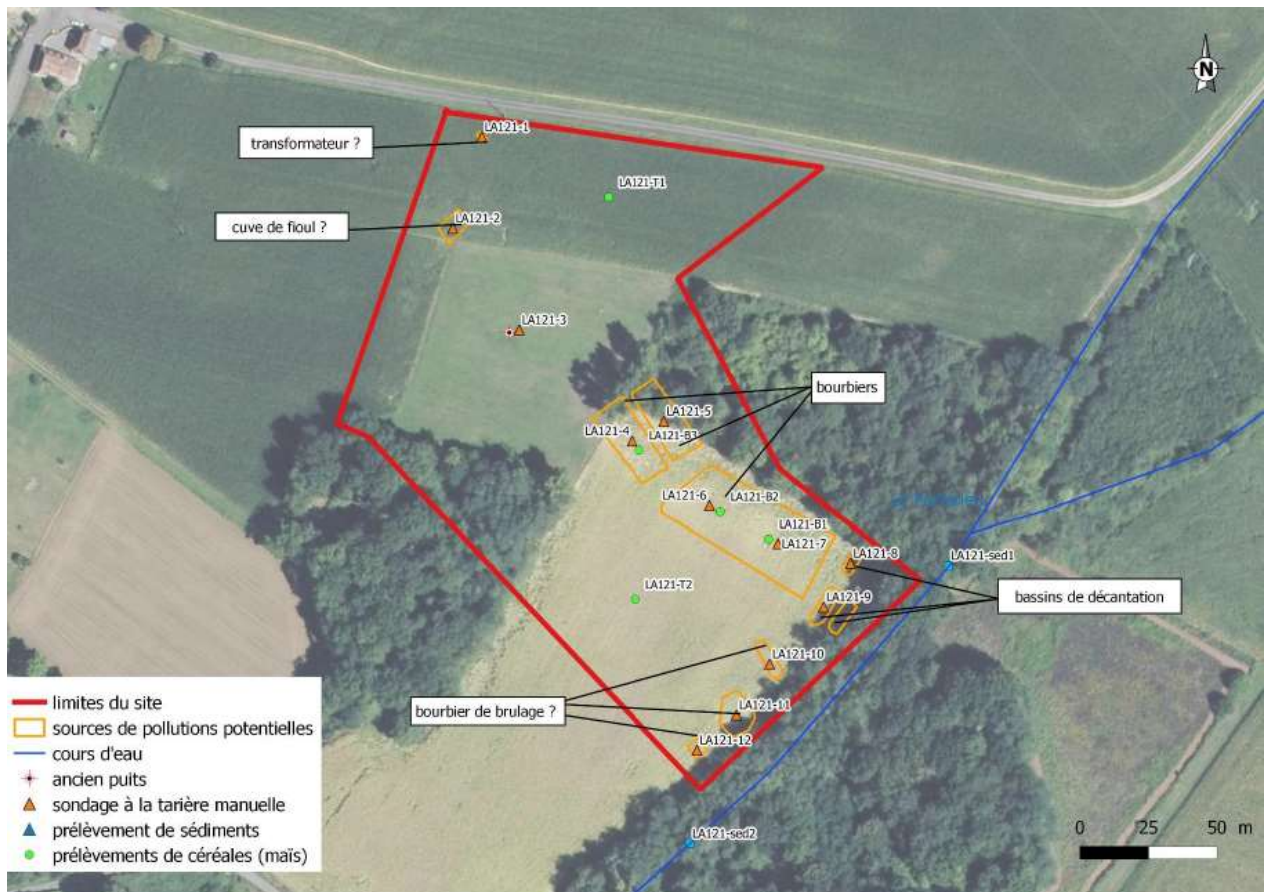 N
LA121-1
transformateur ?
LA121-T1
LA121-2
cuve de fioul ?
LA121-3
bourbiers
LA121-5
LA121-4
LA121-B3
LA121-6
LA121-B2
LA121-B1
LA121-7
LA121-8
LA121-sed1
LA121-T2
LA121-9
bassins de décantation
LA121-10
bourbier de brulage ?
LA121-11
LA121-12
LA121-sed2
limites du site
sources de pollutions potentielles
cours d'eau
ancien puits
sondage à la tarière manuelle
prélèvement de sédiments
prélèvements de céréales (maïs)
0 25 50 m